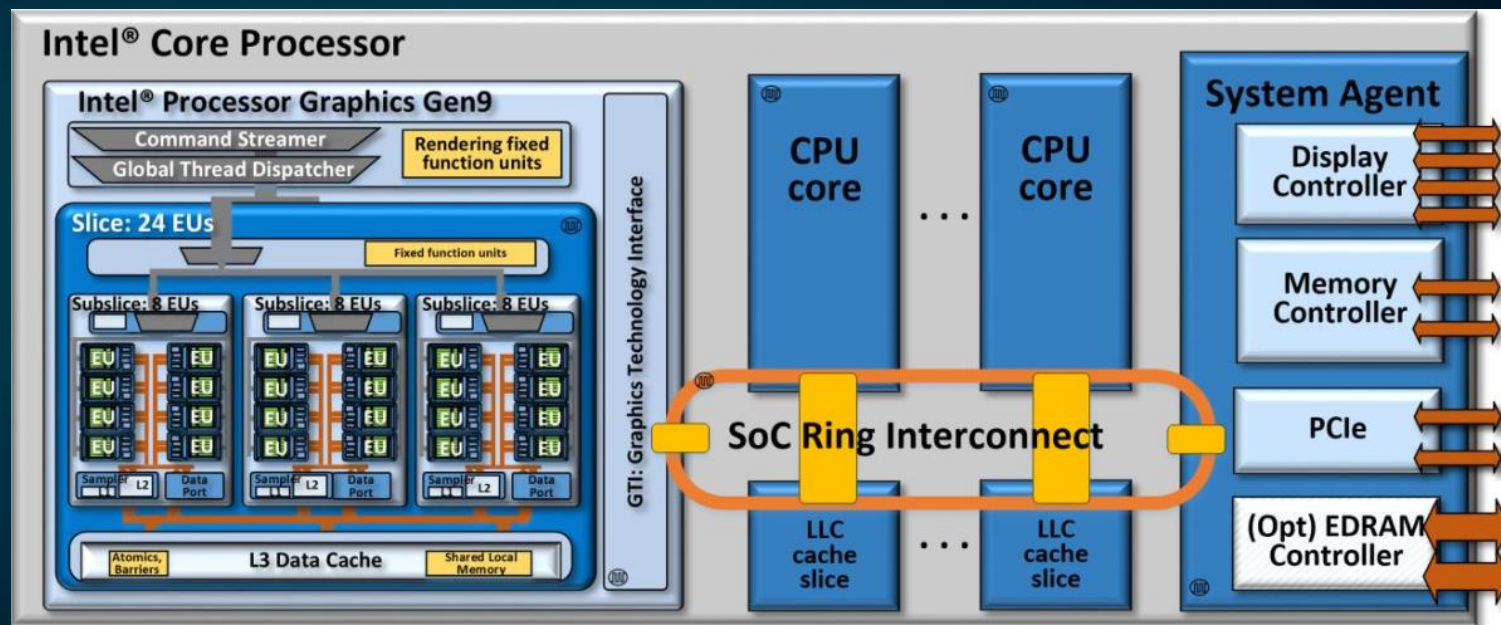 Intel® Core Processor
Intel® Processor Graphics Gen9
Command Streamer
Global Thread Dispatcher
Rendering fixed
function units
Slice: 24 EUs
Fixed function units
Subslice: 8 EUs
Subslice: 8 EUs
Subslice: 8 EUs
EU EU EU EU EU EU
EU EU EU EU EU EU
EU EU EU EU EU EU
EU EU EU EU EU EU
Sampler
L1
L2
Data
Port
Sampler
L1
L2
Data
Port
Sampler
L1
L2
Data
Port
Atomics,
Barriers
L3 Data Cache
Shared Local
Memory
GTI: Graphics Technology Interface
CPU
core
...
CPU
core
SoC Ring Interconnect
LLC
cache
slice
...
LLC
cache
slice
System Agent
Display
Controller
Memory
Controller
PCIe
(Opt) EDRAM
Controller